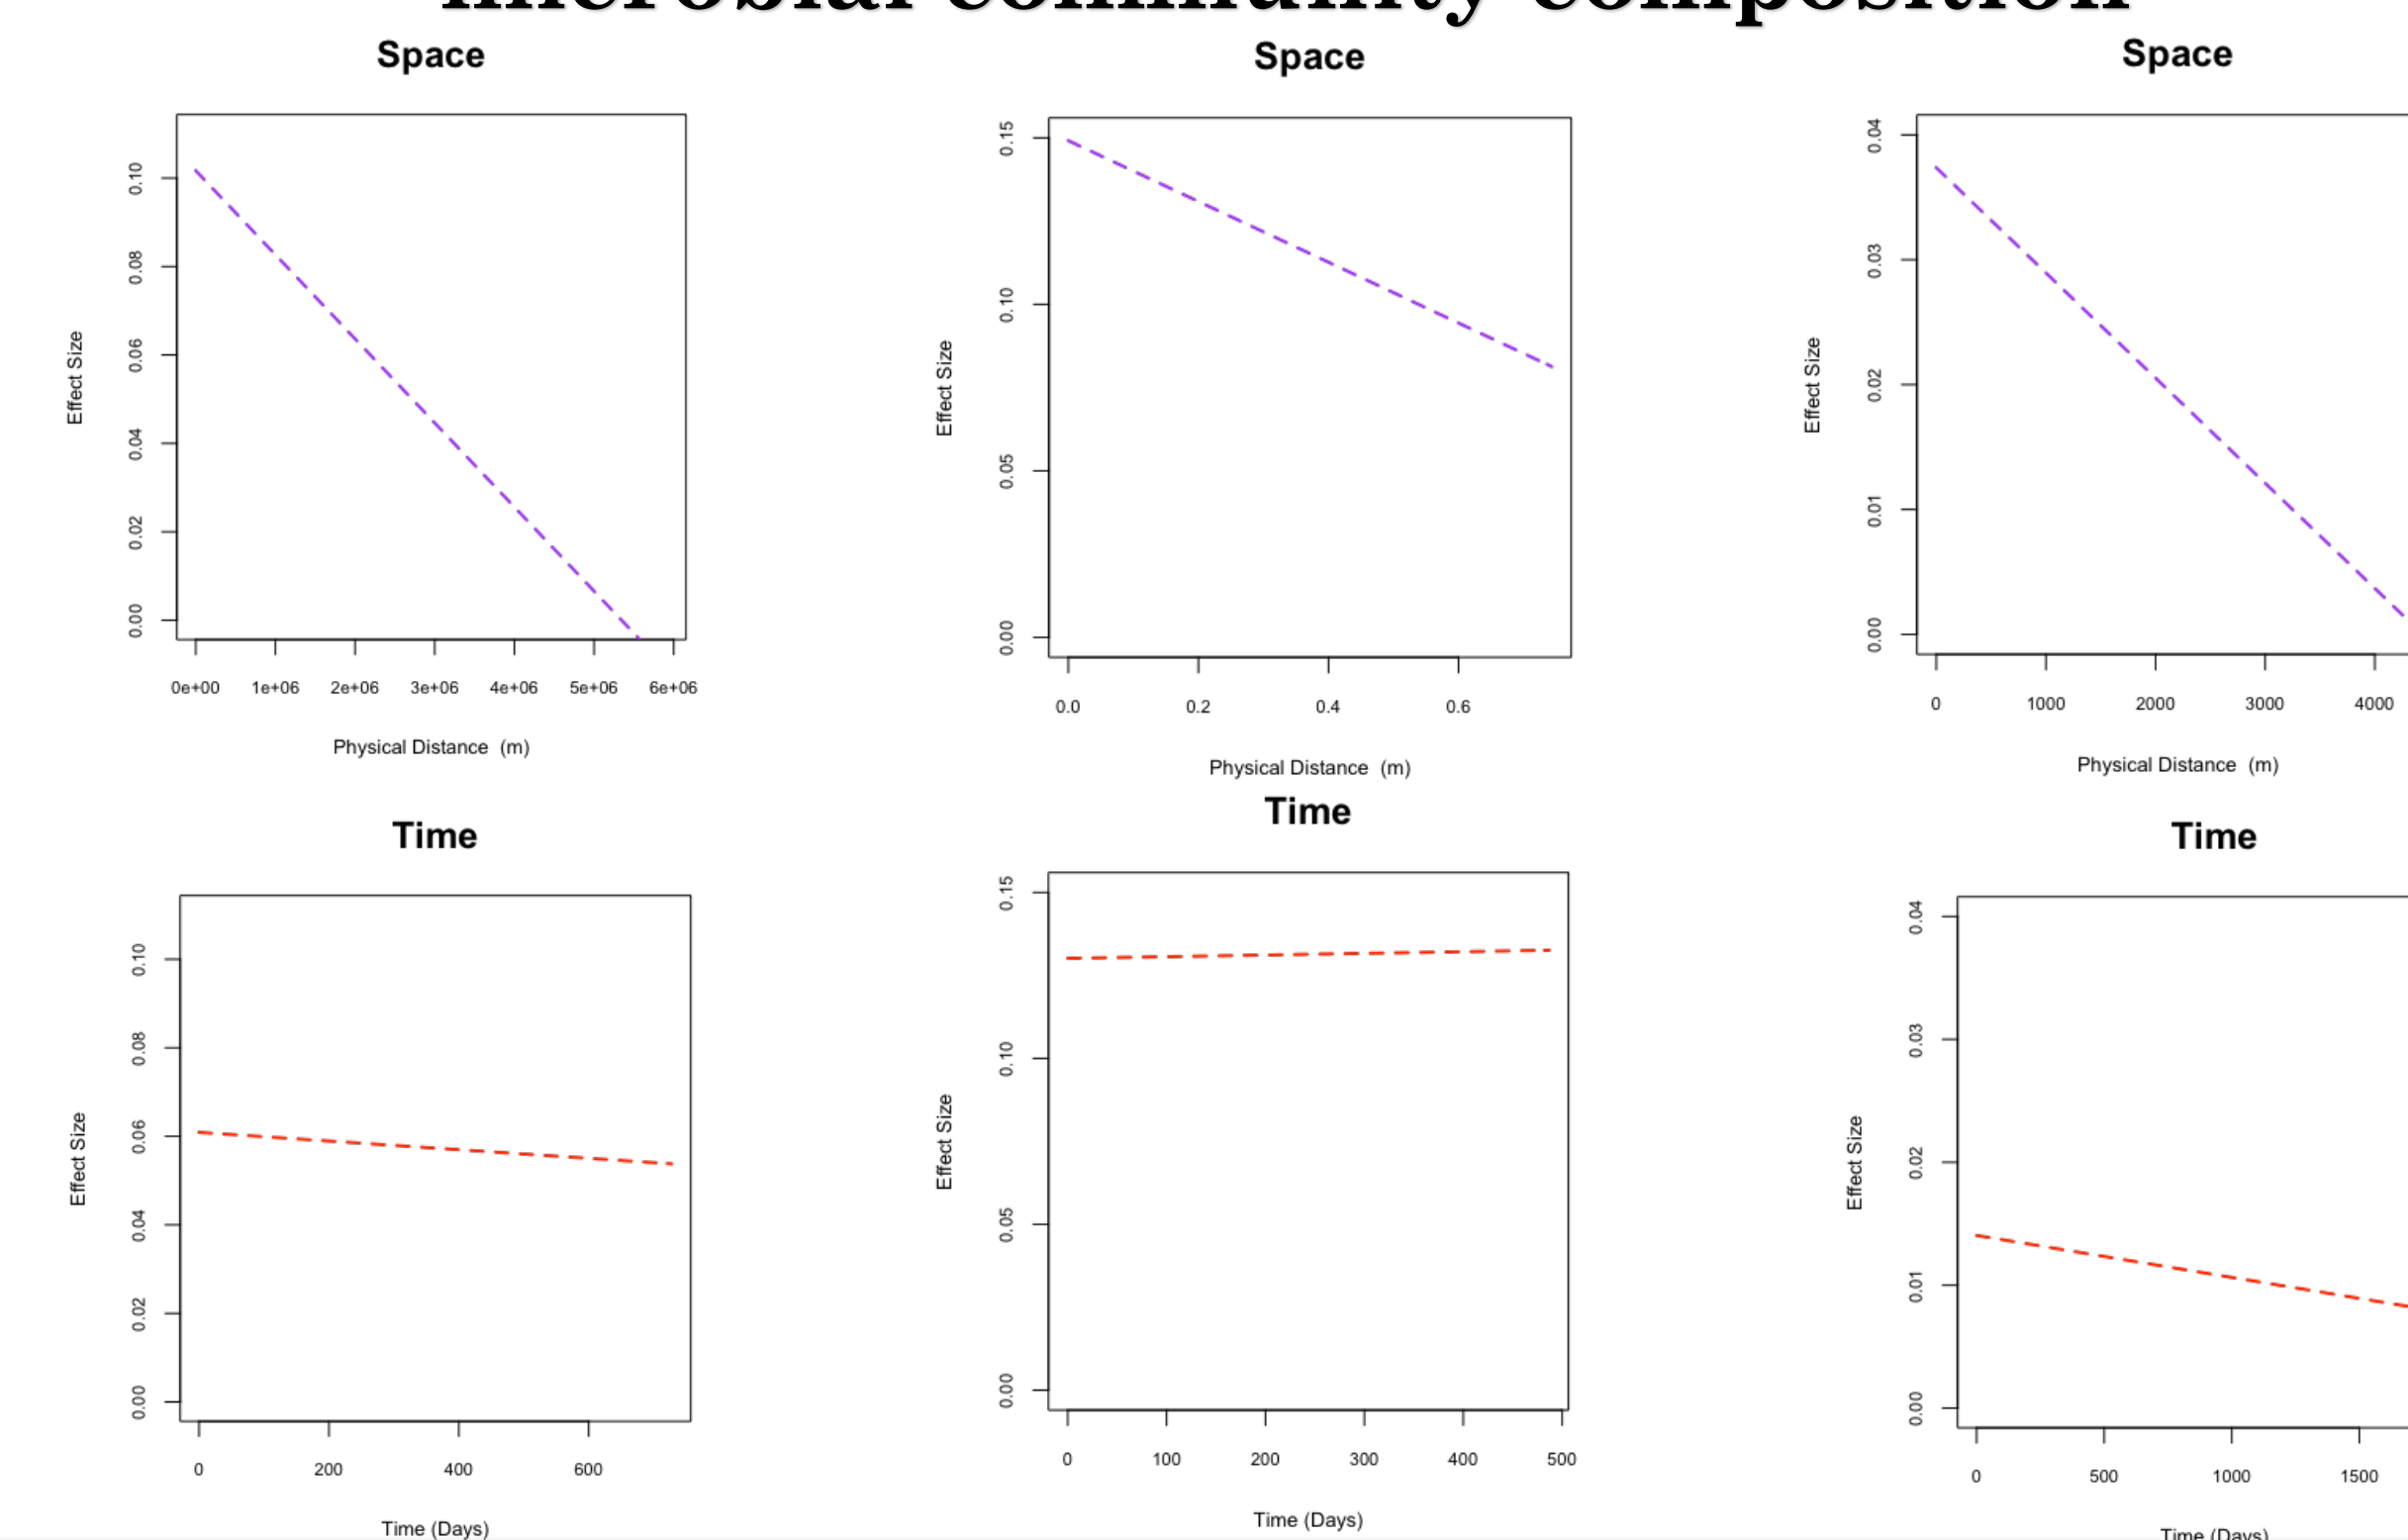 microbial community composition
Space
Effect Size
0.10
0.08
0.06
0.04
0.02
0.00
0e+00 1e+06 2e+06 3e+06 4e+06 5e+06 6e+06
Physical Distance (m)
Space
Effect Size
0.15
0.10
0.05
0.00
0.0 0.2 0.4 0.6
Physical Distance (m)
Space
Effect Size
0.04
0.03
0.02
0.01
0.00
0 1000 2000 3000 4000
Physical Distance (m)
Time
Effect Size
0.10
0.08
0.06
0.04
0.02
0.00
0 200 400 600
Time (Days)
Time
Effect Size
0.15
0.10
0.05
0.00
0 100 200 300 400 500
Time (Days)
Time
Effect Size
0.04
0.03
0.02
0.01
0.00
0 500 1000 1500
Time (Days)